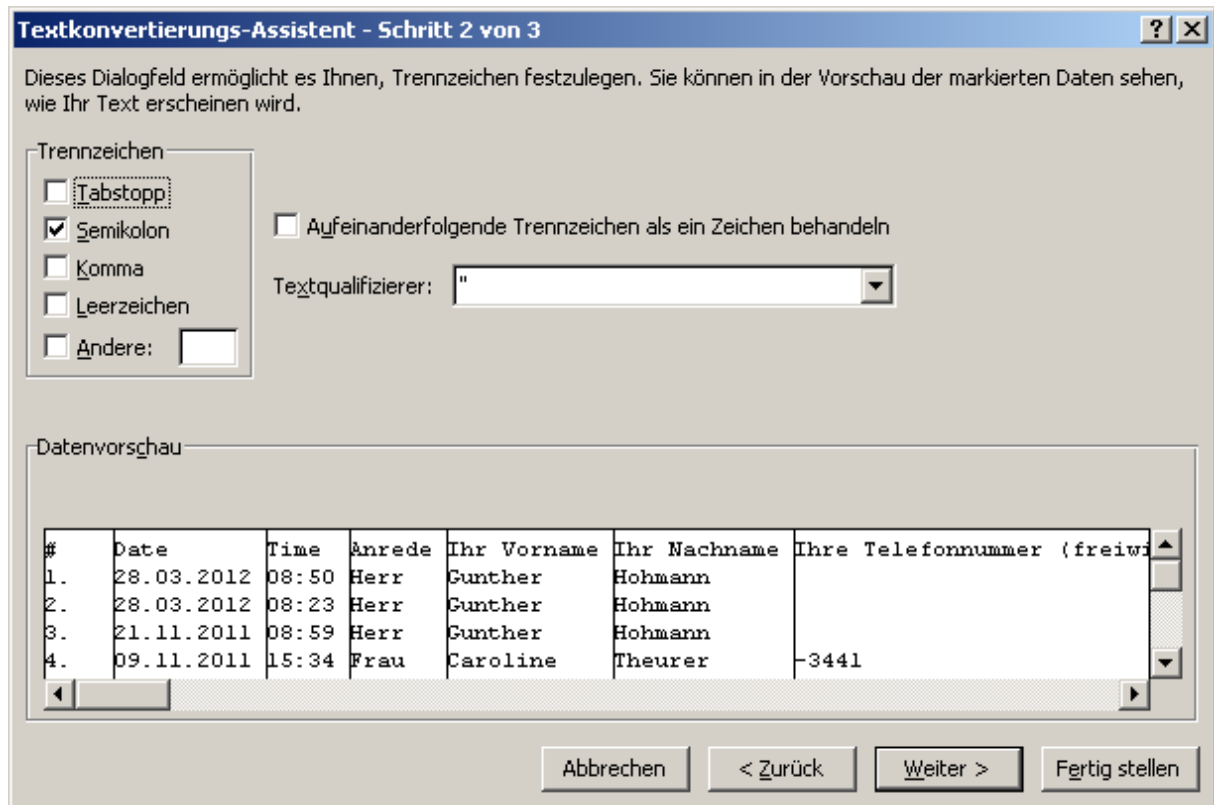 Textkonvertierungs-Assistent - Schritt 2 von 3
Dieses Dialogfeld ermöglicht es Ihnen, Trennzeichen festzulegen. Sie können in der Vorschau der markierten Daten sehen,
wie Ihr Text erscheinen wird.
Trennzeichen
Tabstopp
Semikolon
Komma
Leerzeichen
Andere:
Aufeinanderfolgende Trennzeichen als ein Zeichen behandeln
Textqualifizierer: "
Datenvorschau
# Date Time Anrede Ihr Vorname Ihr Nachname Ihre Telefonnummer (freiwi
1. 28.03.2012 08:50 Herr Gunther Hohmann
2. 28.03.2012 08:23 Herr Gunther Hohmann
3. 21.11.2011 08:59 Herr Gunther Hohmann
4. 09.11.2011 15:34 Frau Caroline Theurer -3441
Abbrechen < Zurück Weiter > Fertig stellen